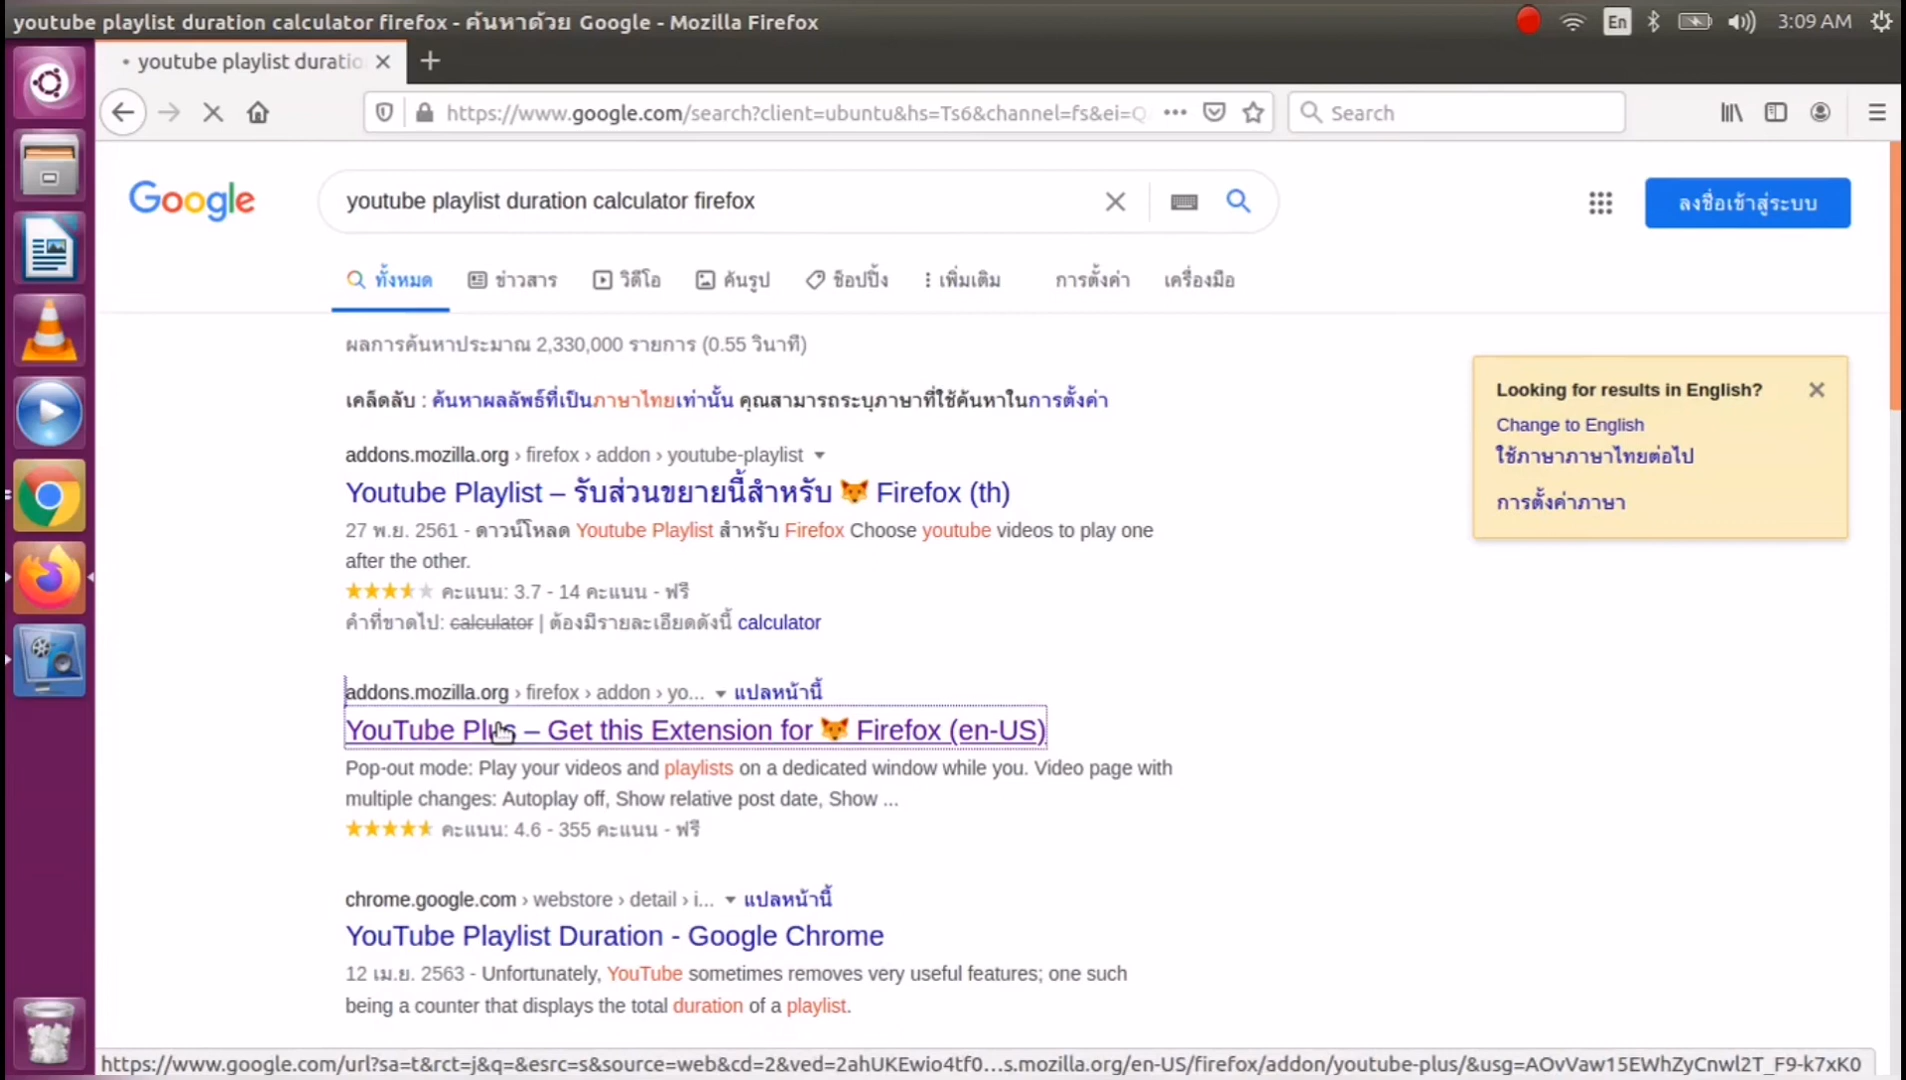 youtube playlist duration calculator firefox - ค้นหาด้วย Google - Mozilla Firefox
En
3:09 AM
youtube playlist duratio
https://www.google.com/search?client=ubuntu&hs=Ts6&channel=fs&ei=Q
Search
Google
youtube playlist duration calculator firefox
ลงชื่อเข้าสู่ระบบ
ทั้งหมด ข่าวสาร วิดีโอ ค้นรูป ช็อปปิ้ง เพิ่มเติม การตั้งค่า เครื่องมือ
ผลการค้นหาประมาณ 2,330,000 รายการ (0.55 วินาที)
เคล็ดลับ : ค้นหาผลลัพธ์ที่เป็นภาษาไทยเท่านั้น คุณสามารถระบุภาษาที่ใช้ค้นหาในการตั้งค่า
Looking for results in English?
Change to English
ใช้ภาษาภาษาไทยต่อไป
การตั้งค่าภาษา
addons.mozilla.org › firefox › addon › youtube-playlist
Youtube Playlist – รับส่วนขยายนี้สำหรับ 🦊 Firefox (th)
27 พ.ย. 2561 - ดาวน์โหลด Youtube Playlist สำหรับ Firefox Choose youtube videos to play one
after the other.
คะแนน: 3.7 - 14 คะแนน - ฟรี
คำที่ขาดไป: calculator | ต้องมีรายละเอียดดังนี้ calculator
addons.mozilla.org › firefox › addon › yo... แปลหน้านี้
YouTube Plus – Get this Extension for 🦊 Firefox (en-US)
Pop-out mode: Play your videos and playlists on a dedicated window while you. Video page with
multiple changes: Autoplay off, Show relative post date, Show ...
คะแนน: 4.6 - 355 คะแนน - ฟรี
chrome.google.com › webstore › detail › i... แปลหน้านี้
YouTube Playlist Duration - Google Chrome
12 เม.ย. 2563 - Unfortunately, YouTube sometimes removes very useful features; one such
being a counter that displays the total duration of a playlist.
https://www.google.com/url?sa=t&rct=j&q=&esrc=s&source=web&cd=2&ved=2ahUKEwio4tf0...s.mozilla.org/en-US/firefox/addon/youtube-plus/&usg=AOvVaw15EWhZyCnwl2T_F9-k7xK0